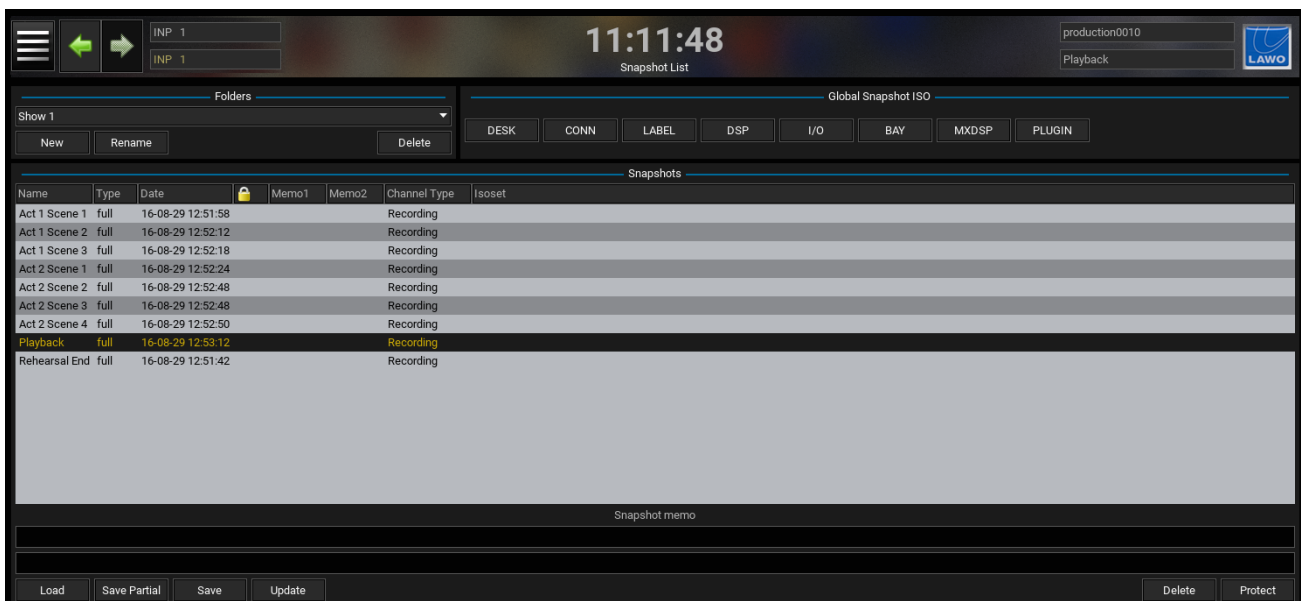 INP 1
INP 1
11:11:48
Snapshot List
production0010
Playback
LAWO
Folders
Show 1
New Rename Delete
Global Snapshot ISO
DESK CONN LABEL DSP I/O BAY MXDSP PLUGIN
Snapshots
Name Type Date Memo1 Memo2 Channel Type Isoset
Act 1 Scene 1 full 16-08-29 12:51:58 Recording
Act 1 Scene 2 full 16-08-29 12:52:12 Recording
Act 1 Scene 3 full 16-08-29 12:52:18 Recording
Act 2 Scene 1 full 16-08-29 12:52:24 Recording
Act 2 Scene 2 full 16-08-29 12:52:48 Recording
Act 2 Scene 3 full 16-08-29 12:52:48 Recording
Act 2 Scene 4 full 16-08-29 12:52:50 Recording
Playback full 16-08-29 12:53:12 Recording
Rehearsal End full 16-08-29 12:51:42 Recording
Snapshot memo
Load Save Partial Save Update Delete Protect